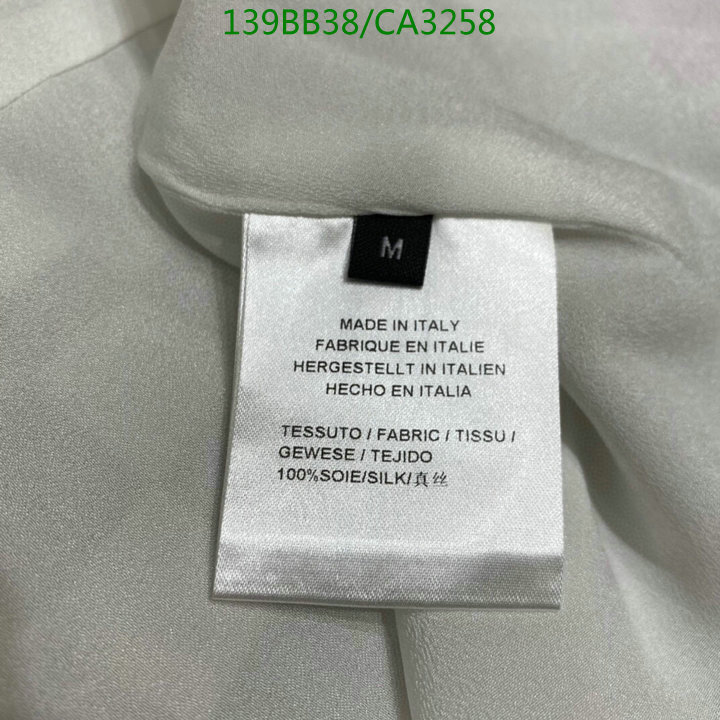 139BB38/CA3258
M
MADE IN ITALY
FABRIQUE EN ITALIE
HERGESTELLT IN ITALIEN
HECHO EN ITALIA
TESSUTO / FABRIC / TISSU /
GEWESE / TEJIDO
100%SOIE/SILK/真丝